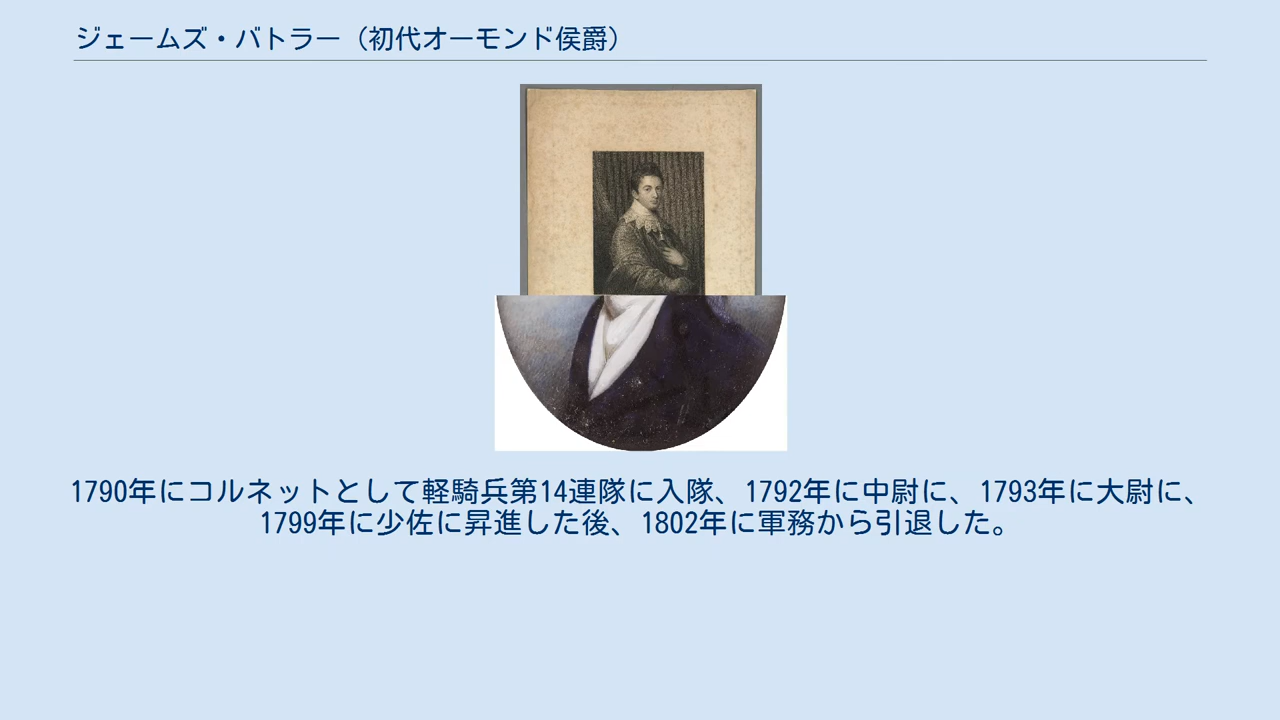 ジェームズ・バトラー（初代オーモンド侯爵）
1790年にコルネットとして軽騎兵第14連隊に入隊、1792年に中尉に、1793年に大尉に、
1799年に少佐に昇進した後、1802年に軍務から引退した。